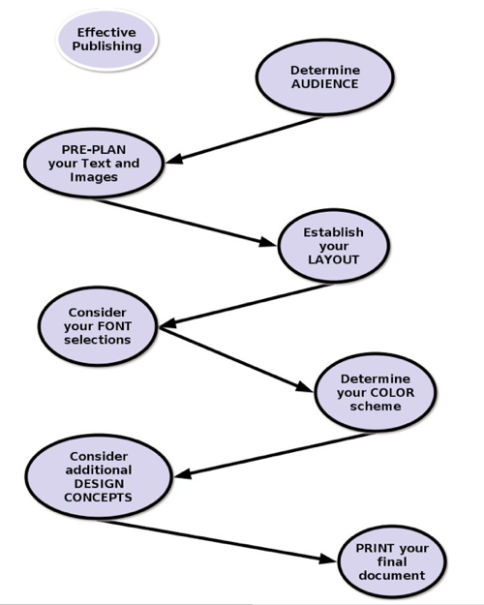 Effective
Publishing
Determine
AUDIENCE
PRE-PLAN
your Text and
Images
Establish
your
LAYOUT
Consider
your FONT
selections
Determine
your COLOR
scheme
Consider
additional
DESIGN
CONCEPTS
PRINT your
final
document